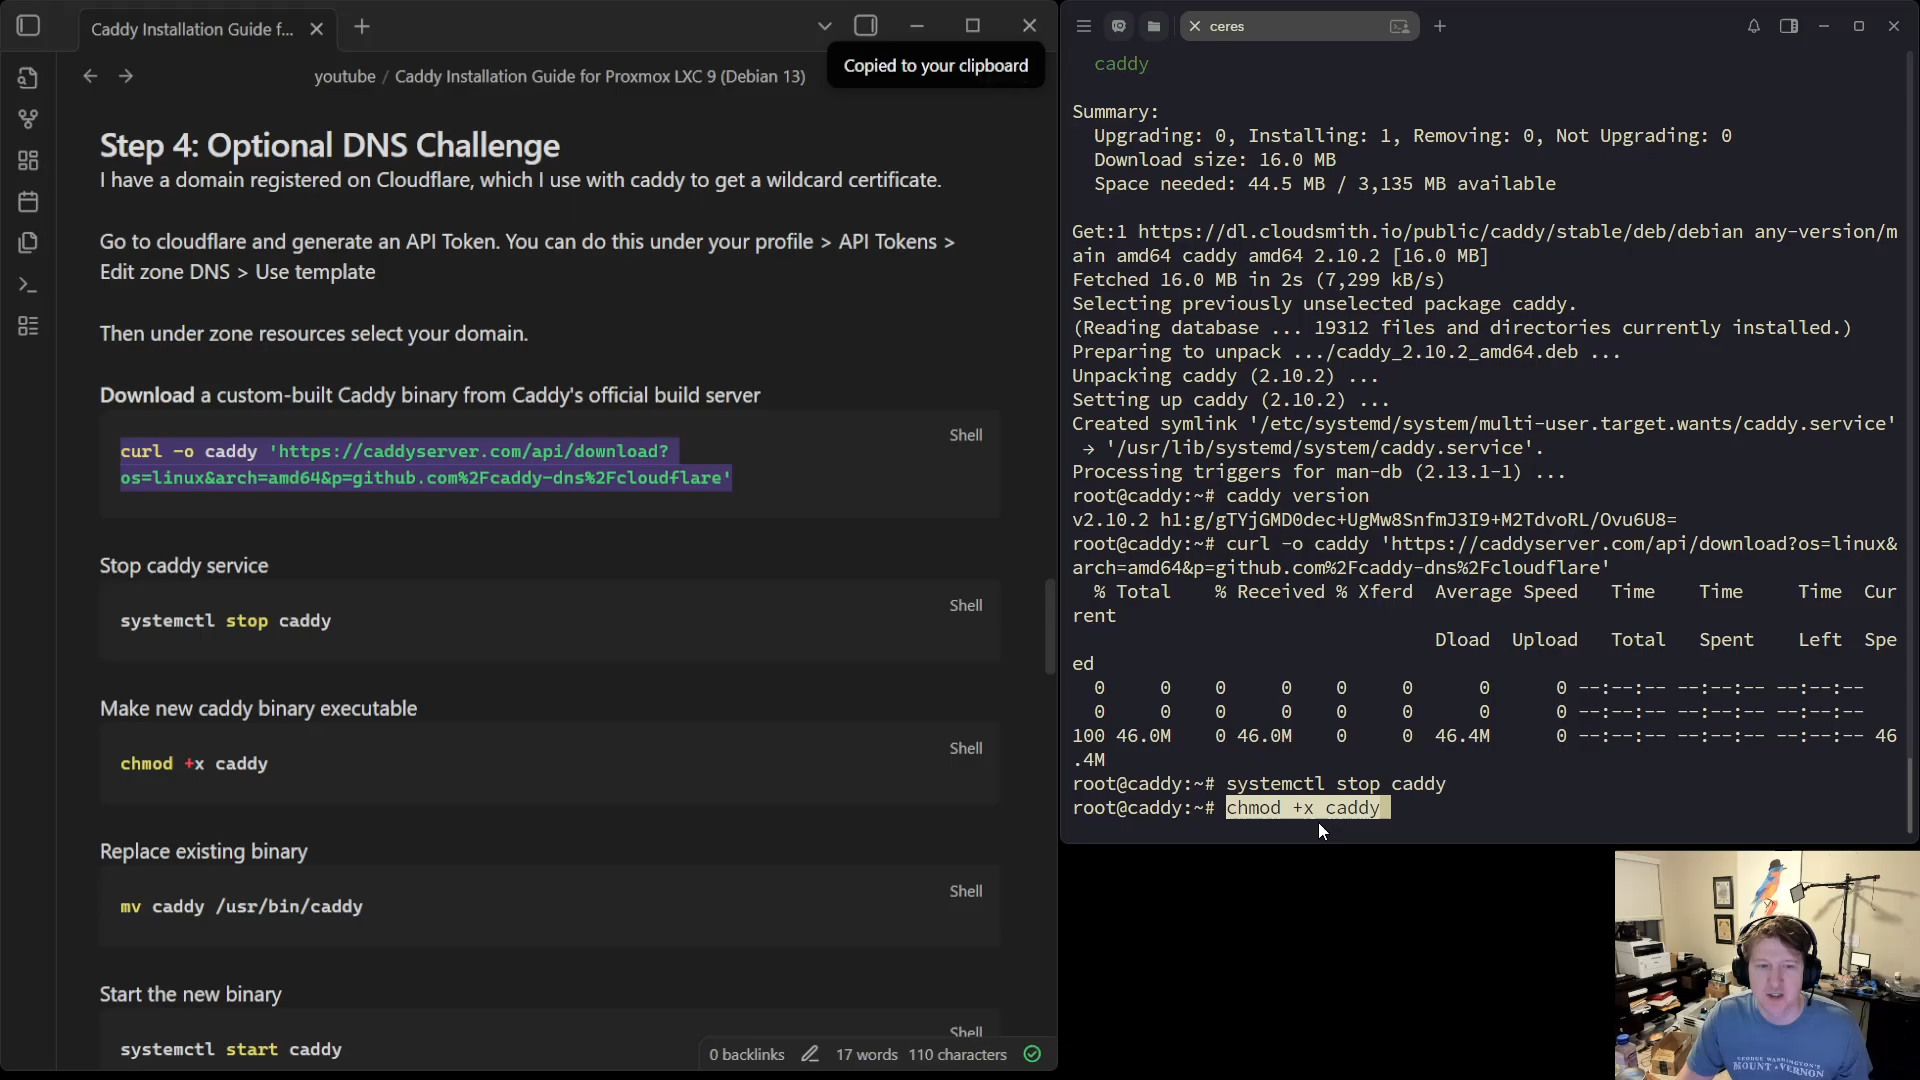 Caddy Installation Guide f...
youtube / Caddy Installation Guide for Proxmox LXC 9 (Debian 13)
Copied to your clipboard
Step 4: Optional DNS Challenge
I have a domain registered on Cloudflare, which I use with caddy to get a wildcard certificate.
Go to cloudflare and generate an API Token. You can do this under your profile > API Tokens >
Edit zone DNS > Use template
Then under zone resources select your domain.
Download a custom-built Caddy binary from Caddy's official build server
Shell
curl -o caddy 'https://caddyserver.com/api/download?
os=linux&arch=amd64&p=github.com%2Fcaddy-dns%2Fcloudflare'
Stop caddy service
Shell
systemctl stop caddy
Make new caddy binary executable
Shell
chmod +x caddy
Replace existing binary
Shell
mv caddy /usr/bin/caddy
Start the new binary
Shell
systemctl start caddy
0 backlinks 17 words 110 characters
ceres
caddy
Summary:
Upgrading: 0, Installing: 1, Removing: 0, Not Upgrading: 0
Download size: 16.0 MB
Space needed: 44.5 MB / 3,135 MB available
Get:1 https://dl.cloudsmith.io/public/caddy/stable/deb/debian any-version/m
ain amd64 caddy amd64 2.10.2 [16.0 MB]
Fetched 16.0 MB in 2s (7,299 kB/s)
Selecting previously unselected package caddy.
(Reading database ... 19312 files and directories currently installed.)
Preparing to unpack .../caddy_2.10.2_amd64.deb ...
Unpacking caddy (2.10.2) ...
Setting up caddy (2.10.2) ...
Created symlink '/etc/systemd/system/multi-user.target.wants/caddy.service'
→ '/usr/lib/systemd/system/caddy.service'.
Processing triggers for man-db (2.13.1-1) ...
root@caddy:~# caddy version
v2.10.2 h1:g/gTYjGMD0dec+UgMw8SnfmJ3I9+M2TdvoRL/Ovu6U8=
root@caddy:~# curl -o caddy 'https://caddyserver.com/api/download?os=linux&
arch=amd64&p=github.com%2Fcaddy-dns%2Fcloudflare'
% Total % Received % Xferd Average Speed Time Time Time Cur
rent
Dload Upload Total Spent Left Spe
ed
0 0 0 0 0 0 0 0 --:--:-- --:--:-- --:--:--
0 0 0 0 0 0 0 0 --:--:-- --:--:-- --:--:--
100 46.0M 0 46.0M 0 0 46.4M 0 --:--:-- --:--:-- --:--:-- 46
.4M
root@caddy:~# systemctl stop caddy
root@caddy:~# chmod +x caddy
GEORGE WASHINGTON'S
MOUNT VERNON